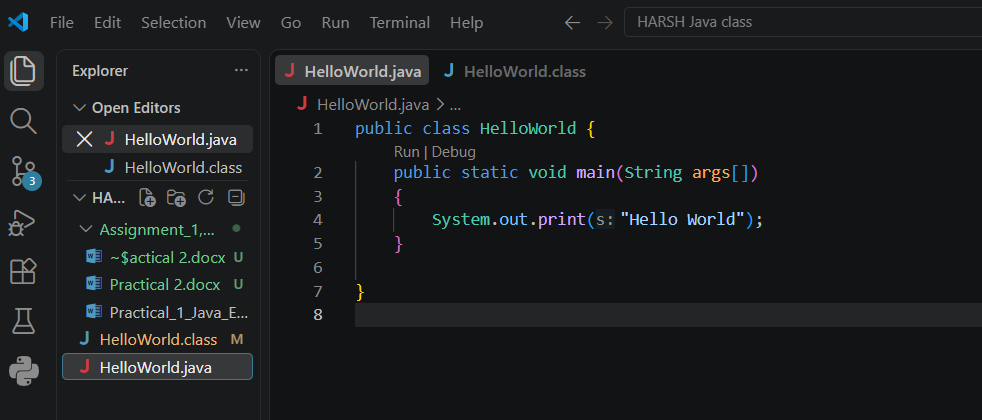 File Edit Selection View Go Run Terminal Help
HARSH Java class
Explorer
Open Editors
HelloWorld.java
HelloWorld.class
HA...
Assignment_1,...
~$actical 2.docx U
Practical 2.docx U
Practical_1_Java_E...
HelloWorld.class M
HelloWorld.java
3
HelloWorld.java HelloWorld.class
HelloWorld.java > ...
1 public class HelloWorld {
Run | Debug
2 public static void main(String args[])
3 {
4 System.out.print(s:"Hello World");
5 }
6
7 }
8